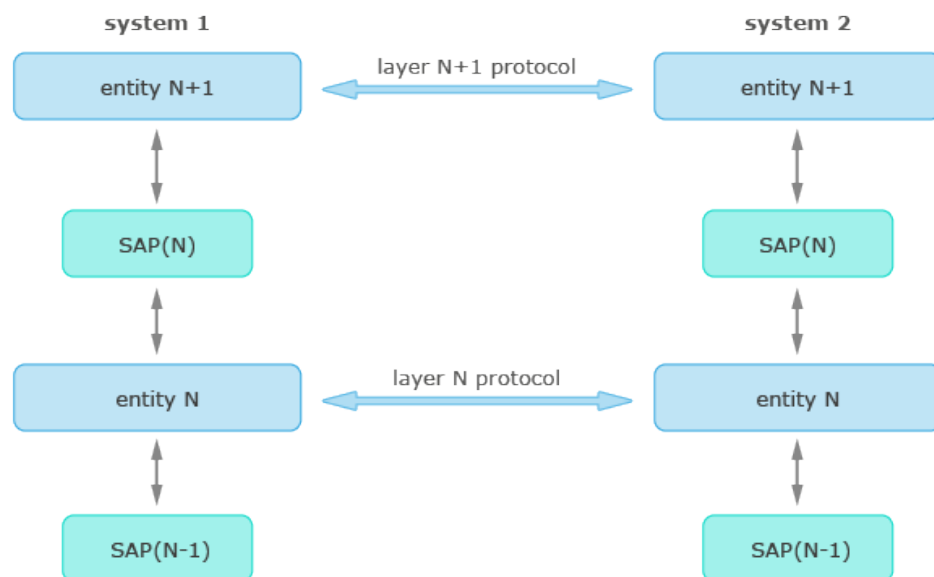 system 1
system 2
entity N+1
layer N+1 protocol
entity N+1
SAP(N)
SAP(N)
entity N
layer N protocol
entity N
SAP(N-1)
SAP(N-1)